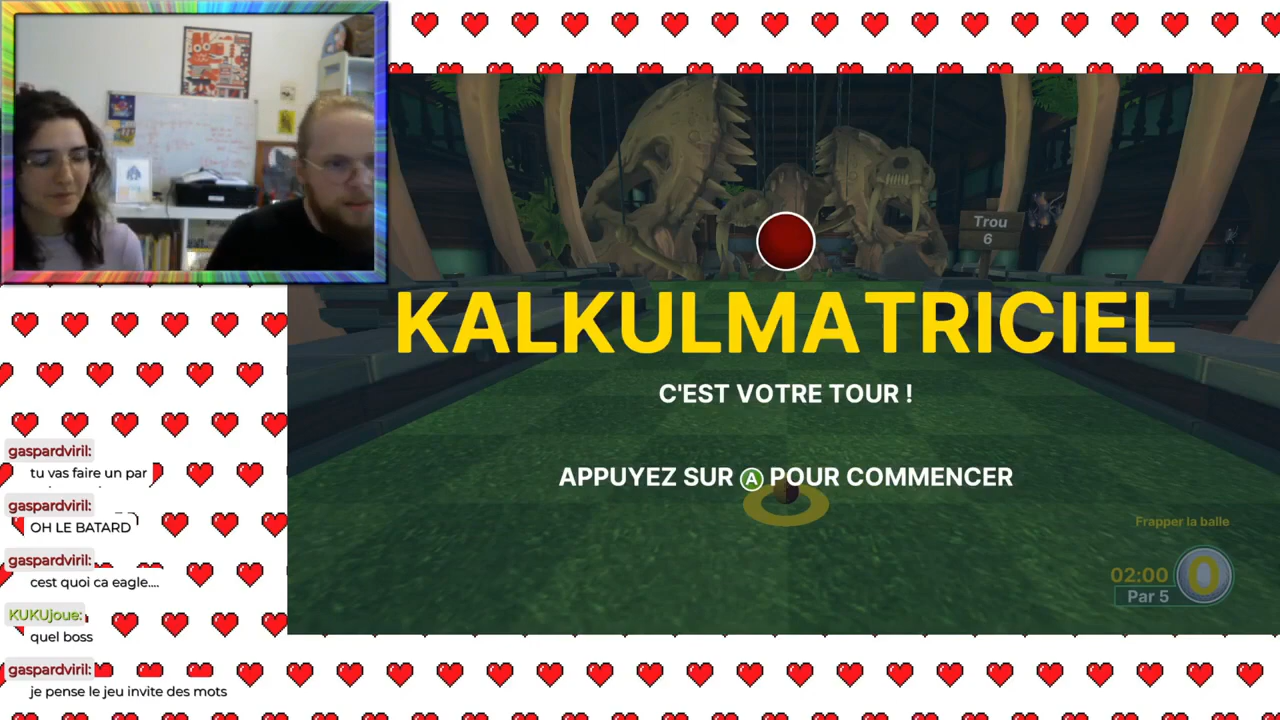 Trou
6
KALKULMATRICIEL
C'EST VOTRE TOUR !
APPUYEZ SUR A POUR COMMENCER
Frapper la balle
02:00
0
Par 5
gaspardviril:
tu vas faire un par
gaspardviril:
OH LE BATARD
gaspardviril:
cest quoi ca eagle....
KUKUjoue:
quel boss
gaspardviril:
je pense le jeu invite des mots